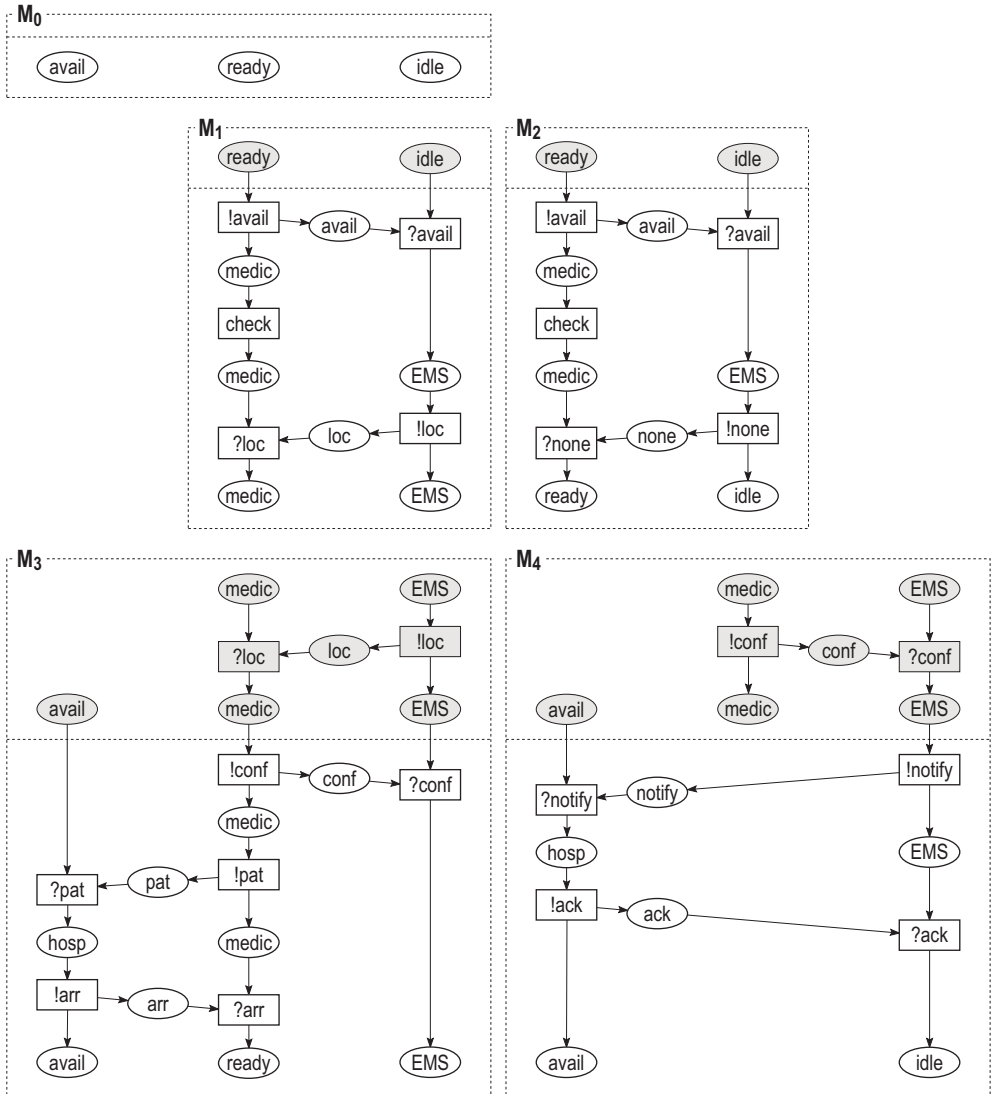 M0
avail ready idle
M1 M2
ready idle ready idle
!avail avail ?avail !avail avail ?avail
medic medic
check check
medic EMS medic EMS
?loc loc !loc ?none none !none
medic EMS ready idle
M3 M4
medic EMS medic EMS
?loc loc !loc !conf conf ?conf
avail medic EMS avail medic EMS
!conf conf ?conf ?notify notify !notify
medic hosp EMS
?pat pat !pat !ack ack ?ack
hosp medic
!arr arr ?arr
avail ready EMS avail idle